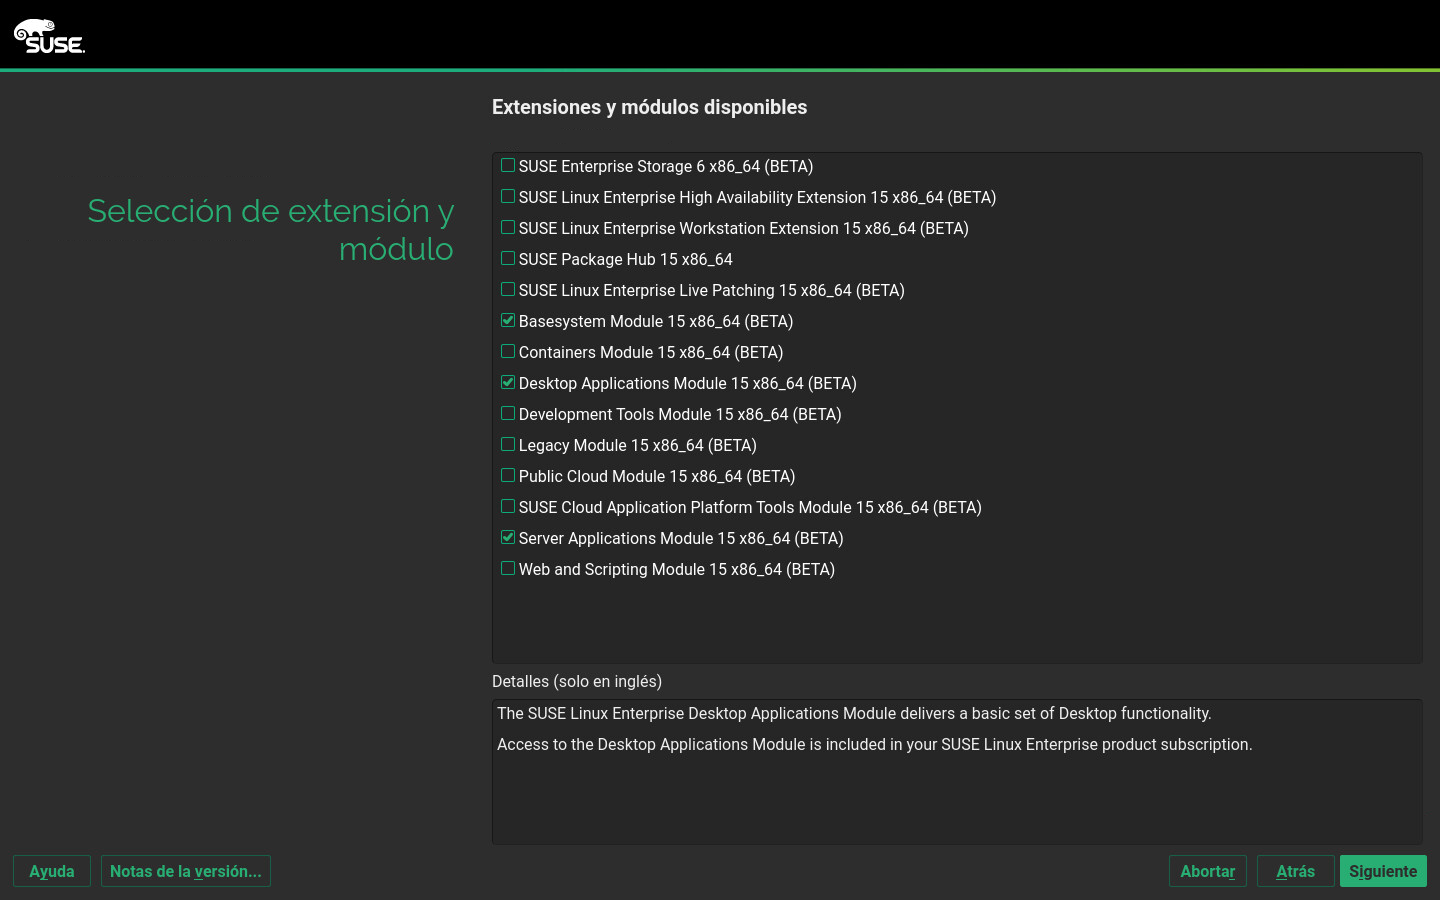 SUSE
Extensiones y módulos disponibles
Selección de extensión y
módulo
SUSE Enterprise Storage 6 x86_64 (BETA)
SUSE Linux Enterprise High Availability Extension 15 x86_64 (BETA)
SUSE Linux Enterprise Workstation Extension 15 x86_64 (BETA)
SUSE Package Hub 15 x86_64
SUSE Linux Enterprise Live Patching 15 x86_64 (BETA)
Basesystem Module 15 x86_64 (BETA)
Containers Module 15 x86_64 (BETA)
Desktop Applications Module 15 x86_64 (BETA)
Development Tools Module 15 x86_64 (BETA)
Legacy Module 15 x86_64 (BETA)
Public Cloud Module 15 x86_64 (BETA)
SUSE Cloud Application Platform Tools Module 15 x86_64 (BETA)
Server Applications Module 15 x86_64 (BETA)
Web and Scripting Module 15 x86_64 (BETA)
Detalles (solo en inglés)
The SUSE Linux Enterprise Desktop Applications Module delivers a basic set of Desktop functionality.
Access to the Desktop Applications Module is included in your SUSE Linux Enterprise product subscription.
Ayuda Notas de la versión... Abortar Atrás Siguiente